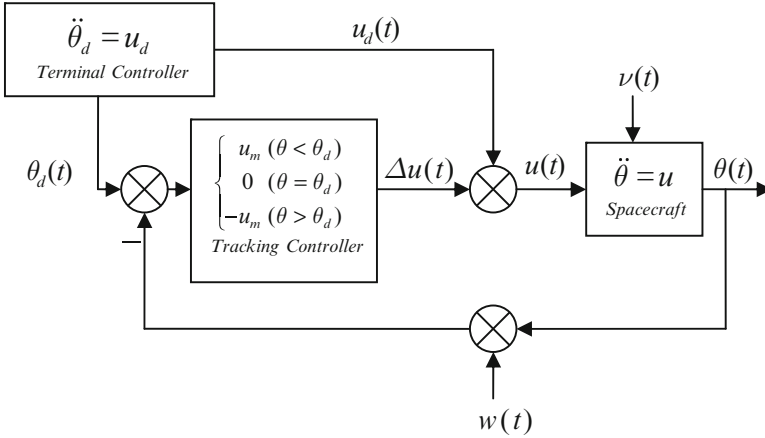 θ̈_d = u_d
Terminal Controller
u_d(t)
ν(t)
θ_d(t)
u_m (θ < θ_d)
0 (θ = θ_d)
−u_m (θ > θ_d)
Tracking Controller
Δu(t)
u(t)
θ̈ = u
Spacecraft
θ(t)
−
w(t)